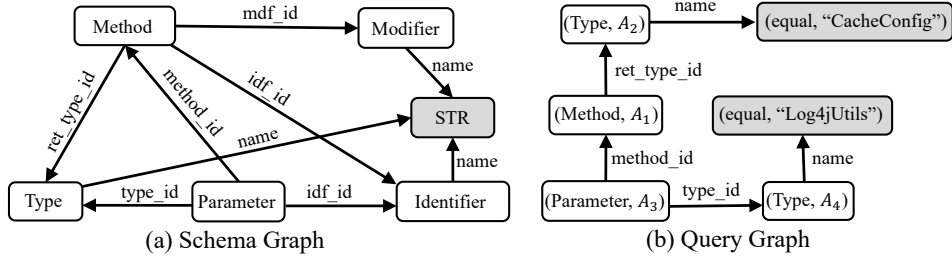 Method
mdf_id
Modifier
name
ret_type_id
method_id
idf_id
name
STR
name
Type
type_id
Parameter
idf_id
Identifier
(a) Schema Graph
(Type, A₂)
name
(equal, “CacheConfig”)
ret_type_id
(Method, A₁)
(equal, “Log4jUtils”)
method_id
name
(Parameter, A₃)
type_id
(Type, A₄)
(b) Query Graph